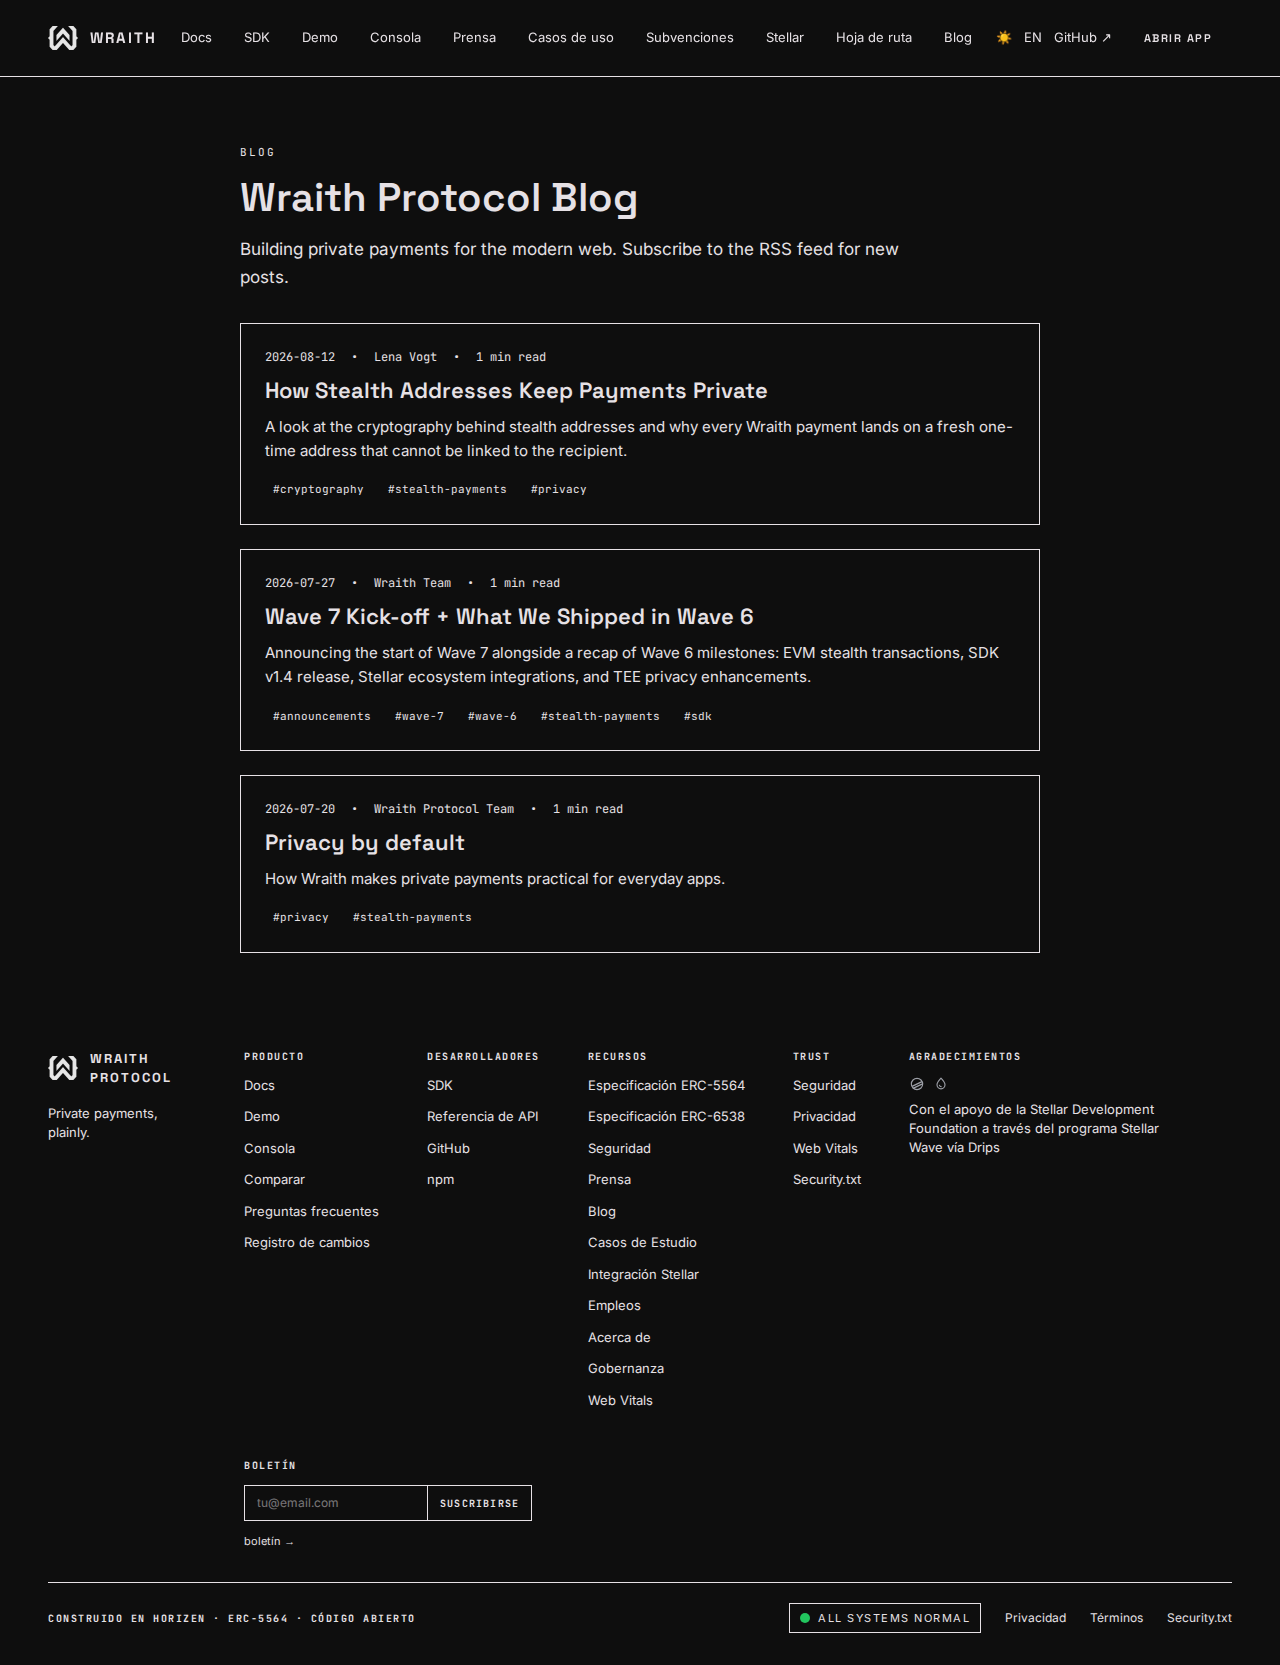 WRAITH Docs SDK Demo Consola Prensa Casos de uso Subvenciones Stellar Hoja de ruta Blog ☀️ EN GitHub ↗ ABRIR APP
BLOG
Wraith Protocol Blog
Building private payments for the modern web. Subscribe to the RSS feed for new
posts.
2026-08-12 • Lena Vogt • 1 min read
How Stealth Addresses Keep Payments Private
A look at the cryptography behind stealth addresses and why every Wraith payment lands on a fresh one-
time address that cannot be linked to the recipient.
#cryptography #stealth-payments #privacy
2026-07-27 • Wraith Team • 1 min read
Wave 7 Kick-off + What We Shipped in Wave 6
Announcing the start of Wave 7 alongside a recap of Wave 6 milestones: EVM stealth transactions, SDK
v1.4 release, Stellar ecosystem integrations, and TEE privacy enhancements.
#announcements #wave-7 #wave-6 #stealth-payments #sdk
2026-07-20 • Wraith Protocol Team • 1 min read
Privacy by default
How Wraith makes private payments practical for everyday apps.
#privacy #stealth-payments
WRAITH
PROTOCOL
Private payments,
plainly.
PRODUCTO
Docs
Demo
Consola
Comparar
Preguntas frecuentes
Registro de cambios
DESARROLLADORES
SDK
Referencia de API
GitHub
npm
RECURSOS
Especificación ERC-5564
Especificación ERC-6538
Seguridad
Prensa
Blog
Casos de Estudio
Integración Stellar
Empleos
Acerca de
Gobernanza
Web Vitals
TRUST
Seguridad
Privacidad
Web Vitals
Security.txt
AGRADECIMIENTOS
Con el apoyo de la Stellar Development
Foundation a través del programa Stellar
Wave vía Drips
BOLETÍN
tu@email.com SUSCRIBIRSE
boletín →
CONSTRUIDO EN HORIZEN · ERC-5564 · CÓDIGO ABIERTO
ALL SYSTEMS NORMAL Privacidad Términos Security.txt